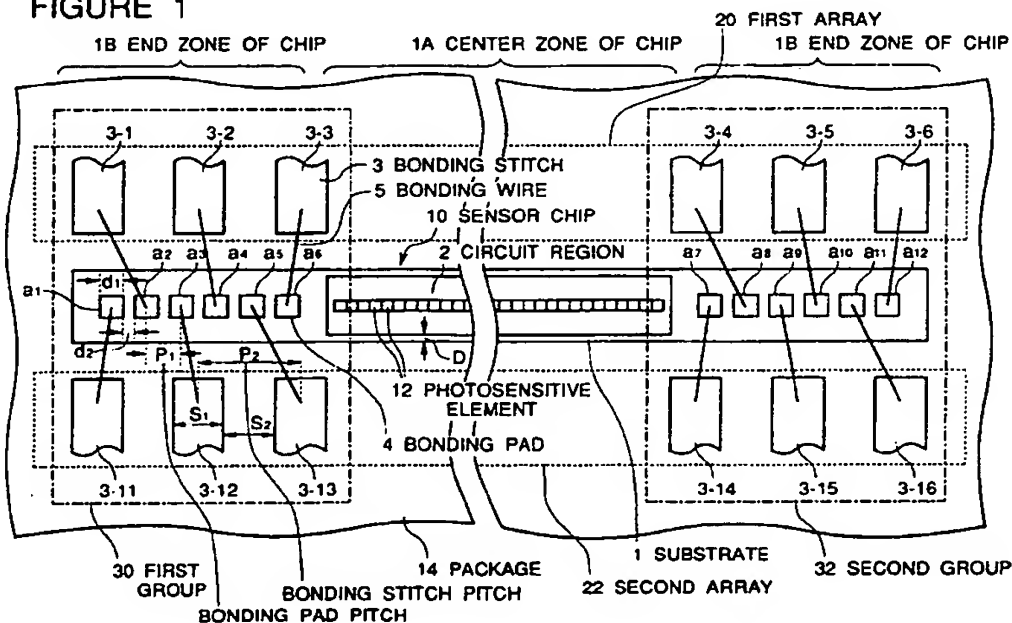 FIGURE 1
20 FIRST ARRAY
1B END ZONE OF CHIP
1A CENTER ZONE OF CHIP
1B END ZONE OF CHIP
3-1
3-2
3-3
3-4
3-5
3-6
3 BONDING STITCH
5 BONDING WIRE
10 SENSOR CHIP
2 CIRCUIT REGION
a1
d1
a2
a3
a4
a5
a6
a7
a8
a9
a10
a11
a12
d2
P1
P2
D
12 PHOTOSENSITIVE
ELEMENT
S1
S2
4 BONDING PAD
3-11
3-12
3-13
3-14
3-15
3-16
30 FIRST
GROUP
14 PACKAGE
1 SUBSTRATE
32 SECOND GROUP
BONDING STITCH PITCH
22 SECOND ARRAY
BONDING PAD PITCH